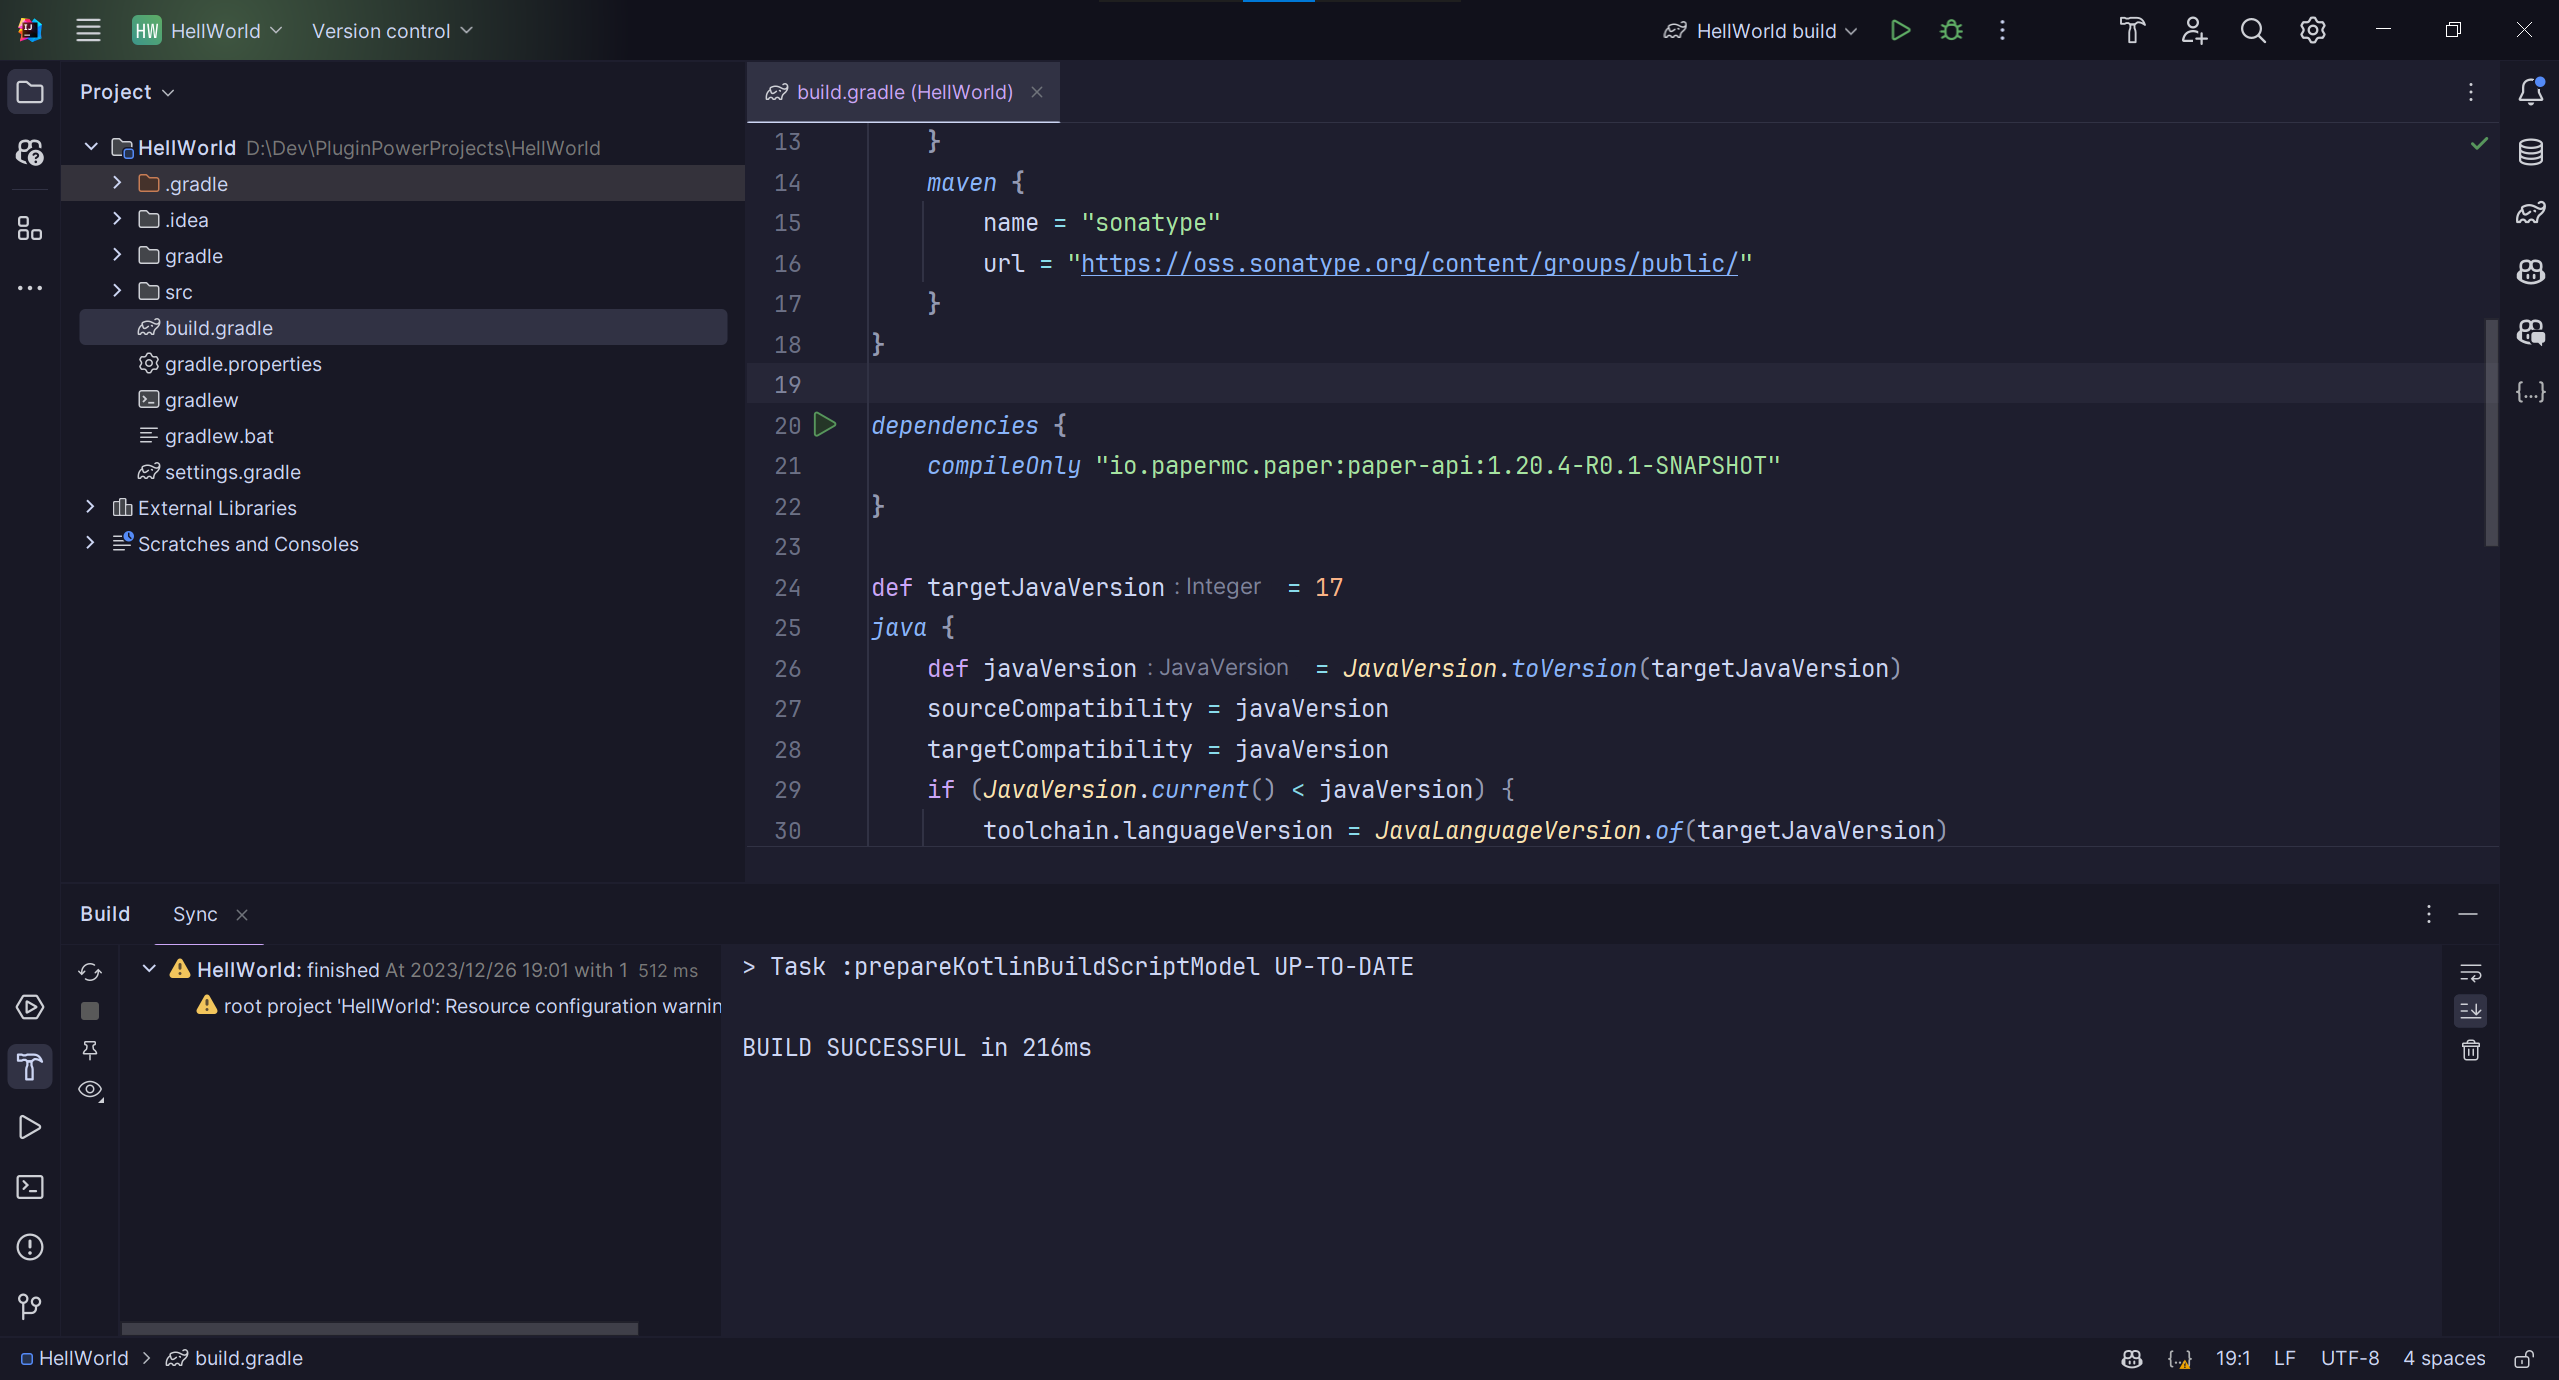 HW HellWorld Version control HellWorld build
Project
HellWorld D:\Dev\PluginPowerProjects\HellWorld
.gradle
.idea
gradle
src
build.gradle
gradle.properties
gradlew
gradlew.bat
settings.gradle
External Libraries
Scratches and Consoles
build.gradle (HellWorld)
13 }
14 maven {
15 name = "sonatype"
16 url = "https://oss.sonatype.org/content/groups/public/"
17 }
18 }
19
20 dependencies {
21 compileOnly "io.papermc.paper:paper-api:1.20.4-R0.1-SNAPSHOT"
22 }
23
24 def targetJavaVersion : Integer = 17
25 java {
26 def javaVersion : JavaVersion = JavaVersion.toVersion(targetJavaVersion)
27 sourceCompatibility = javaVersion
28 targetCompatibility = javaVersion
29 if (JavaVersion.current() < javaVersion) {
30 toolchain.languageVersion = JavaLanguageVersion.of(targetJavaVersion)
Build Sync
HellWorld: finished At 2023/12/26 19:01 with 1 512 ms
root project 'HellWorld': Resource configuration warnin
> Task :prepareKotlinBuildScriptModel UP-TO-DATE
BUILD SUCCESSFUL in 216ms
HellWorld > build.gradle
19:1 LF UTF-8 4 spaces